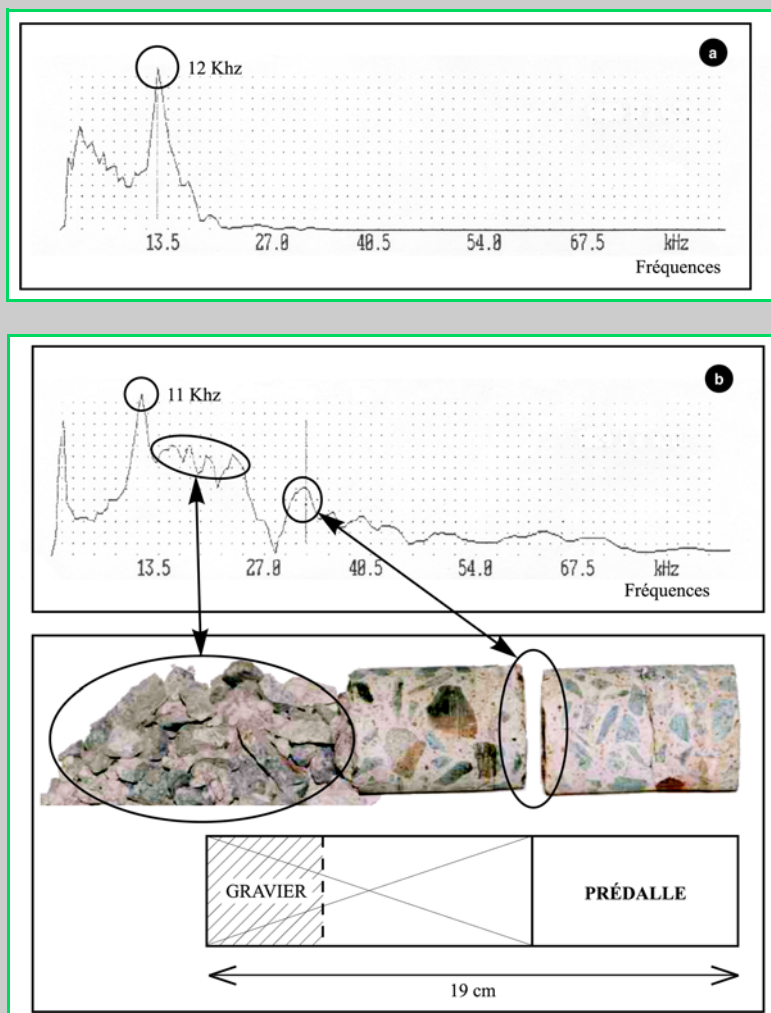 a
12 Khz
13.5 27.0 40.5 54.0 67.5 kHz
Fréquences
b
11 Khz
13.5 27.0 40.5 54.0 67.5 kHz
Fréquences
GRAVIER
PRÉDALLE
19 cm